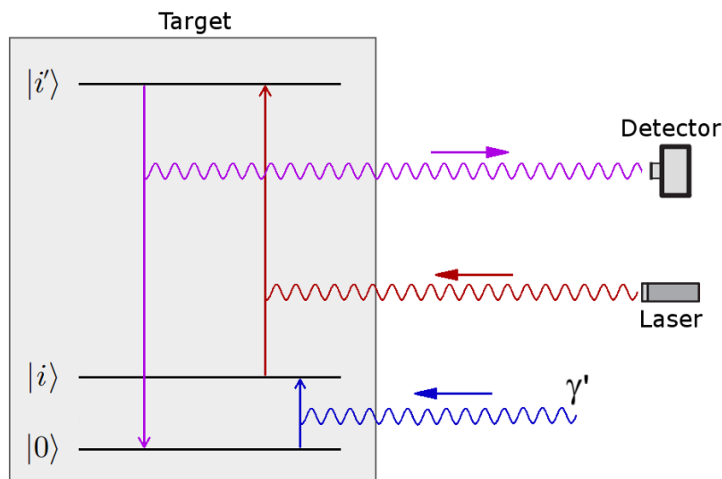 Target
|i′⟩
Detector
Laser
|i⟩
γ'
|0⟩